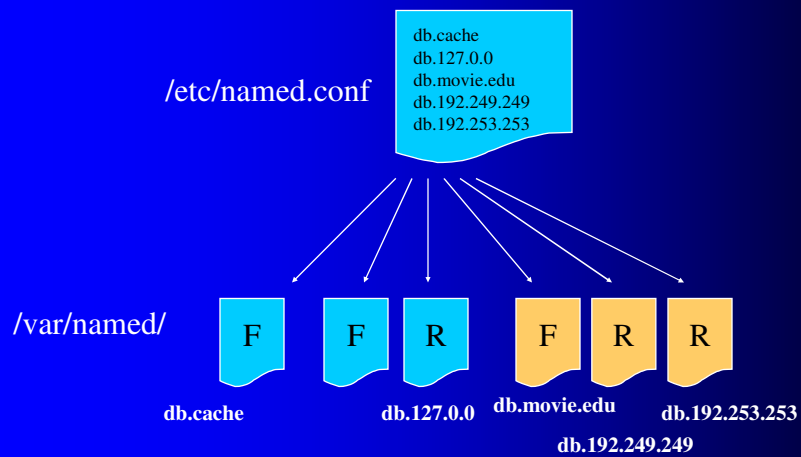 db.cache
db.127.0.0
db.movie.edu
db.192.249.249
db.192.253.253
/etc/named.conf
/var/named/
F
F
R
F
R
R
db.cache
db.127.0.0
db.movie.edu
db.192.253.253
db.192.249.249